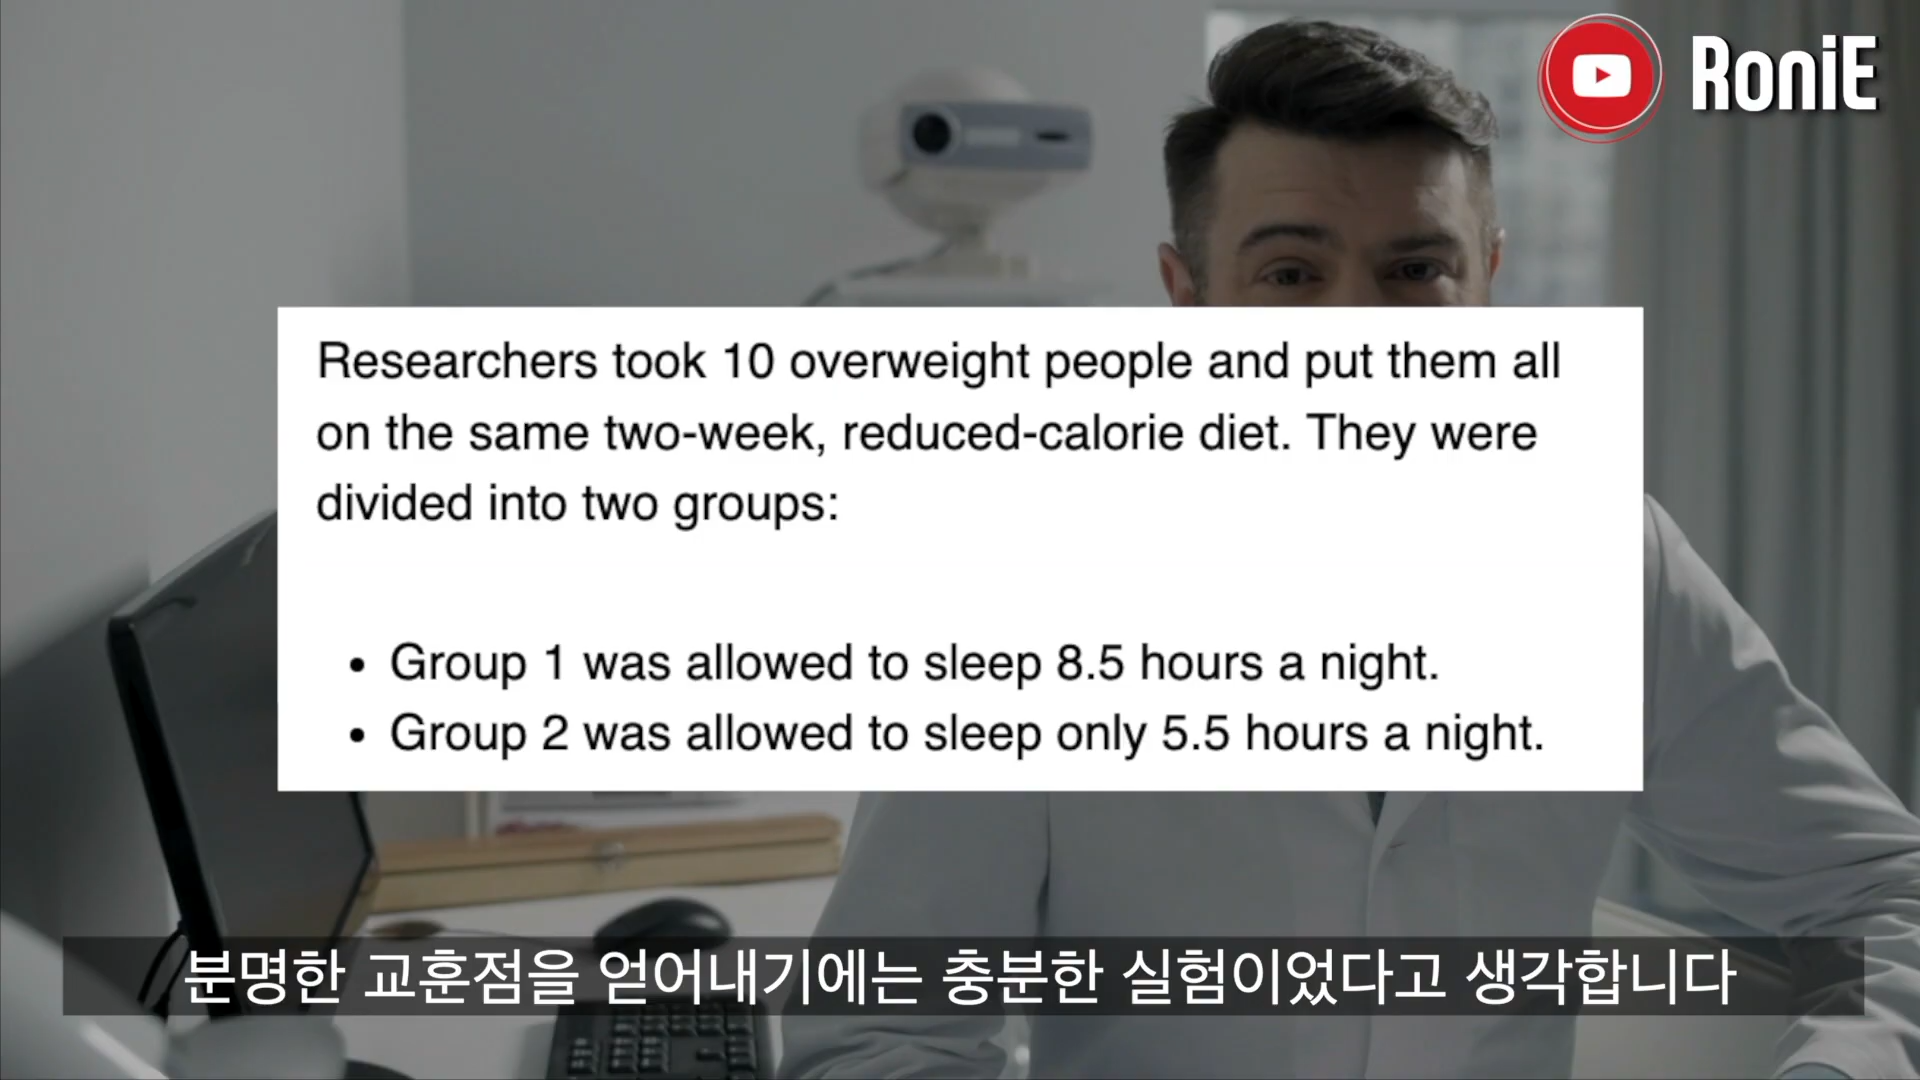 RoniE
Researchers took 10 overweight people and put them all
on the same two-week, reduced-calorie diet. They were
divided into two groups:
• Group 1 was allowed to sleep 8.5 hours a night.
• Group 2 was allowed to sleep only 5.5 hours a night.
분명한 교훈점을 얻어내기에는 충분한 실험이었다고 생각합니다